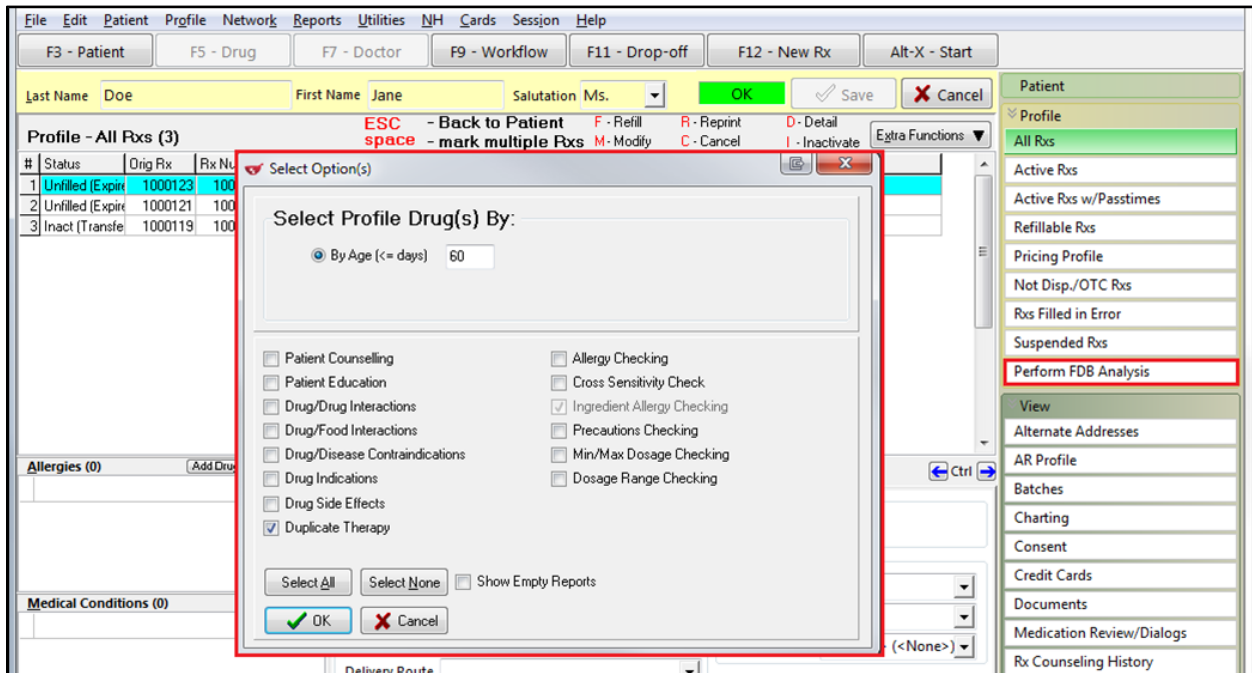 File Edit Patient Profile Network Reports Utilities NH Cards Session Help
F3 - Patient F5 - Drug F7 - Doctor F9 - Workflow F11 - Drop-off F12 - New Rx Alt-X - Start
Last Name Doe First Name Jane Salutation Ms. OK Save Cancel
Profile - All Rxs (3) ESC - Back to Patient F - Refill R - Reprint D - Detail
space - mark multiple Rxs M - Modify C - Cancel I - Inactivate Extra Functions
# Status Orig Rx Rx Nu
1 Unfilled (Expire 1000123 100
2 Unfilled (Expire 1000121 100
3 Inact (Transfe 1000119 100
Select Option(s)
Select Profile Drug(s) By:
By Age (<= days) 60
Patient Counselling
Patient Education
Drug/Drug Interactions
Drug/Food Interactions
Drug/Disease Contraindications
Drug Indications
Drug Side Effects
Duplicate Therapy
Allergy Checking
Cross Sensitivity Check
Ingredient Allergy Checking
Precautions Checking
Min/Max Dosage Checking
Dosage Range Checking
Select All Select None Show Empty Reports
OK Cancel
Allergies (0) Add Dru
Ctrl
Medical Conditions (0)
(<None>)
Delivery Route
Patient
Profile
All Rxs
Active Rxs
Active Rxs w/Passtimes
Refillable Rxs
Pricing Profile
Not Disp./OTC Rxs
Rxs Filled in Error
Suspended Rxs
Perform FDB Analysis
View
Alternate Addresses
AR Profile
Batches
Charting
Consent
Credit Cards
Documents
Medication Review/Dialogs
Rx Counseling History